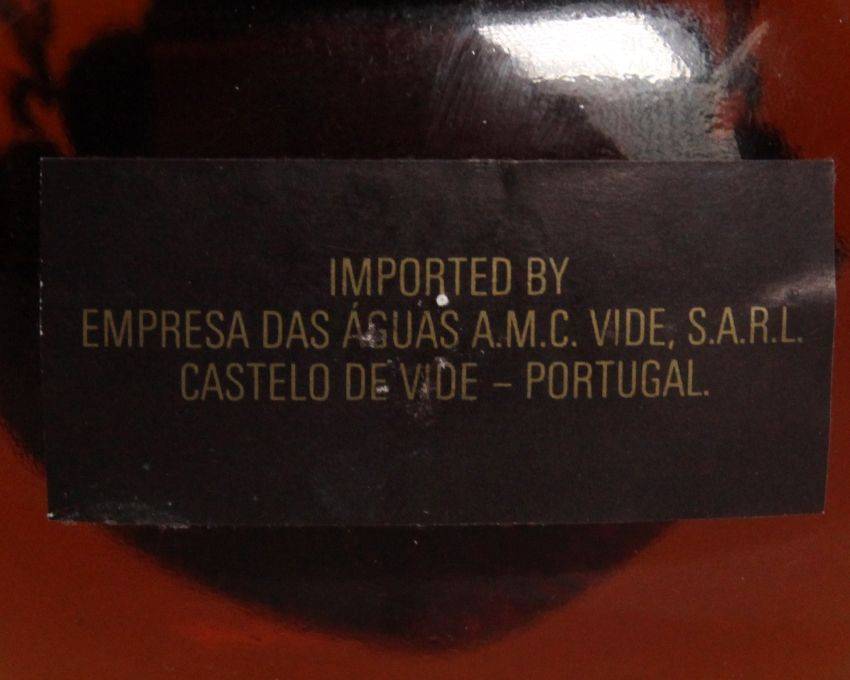 IMPORTED BY
EMPRESA DAS ÁGUAS A.M.C. VIDE, S.A.R.L.
CASTELO DE VIDE – PORTUGAL.